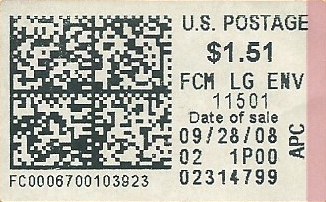 U.S. POSTAGE
$1.51
FCM LG ENV
11501
Date of sale
09/28/08
02 1P00
02314799
APC
FC0006700103923